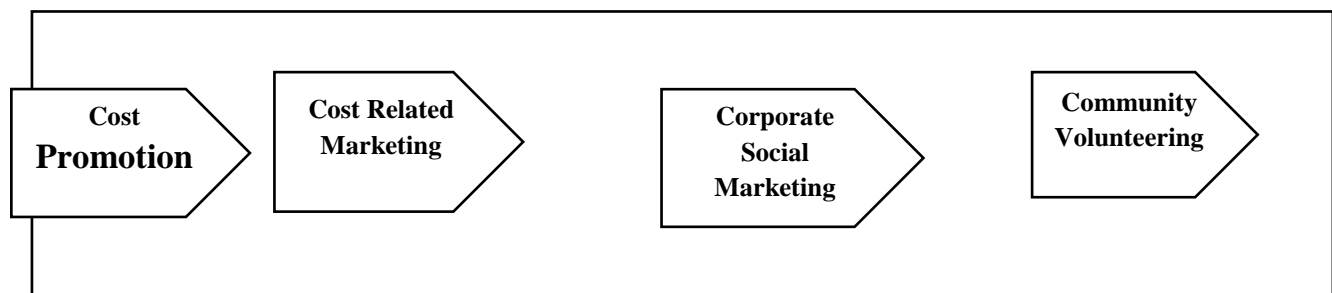 Cost
Promotion
Cost Related
Marketing
Corporate
Social
Marketing
Community
Volunteering